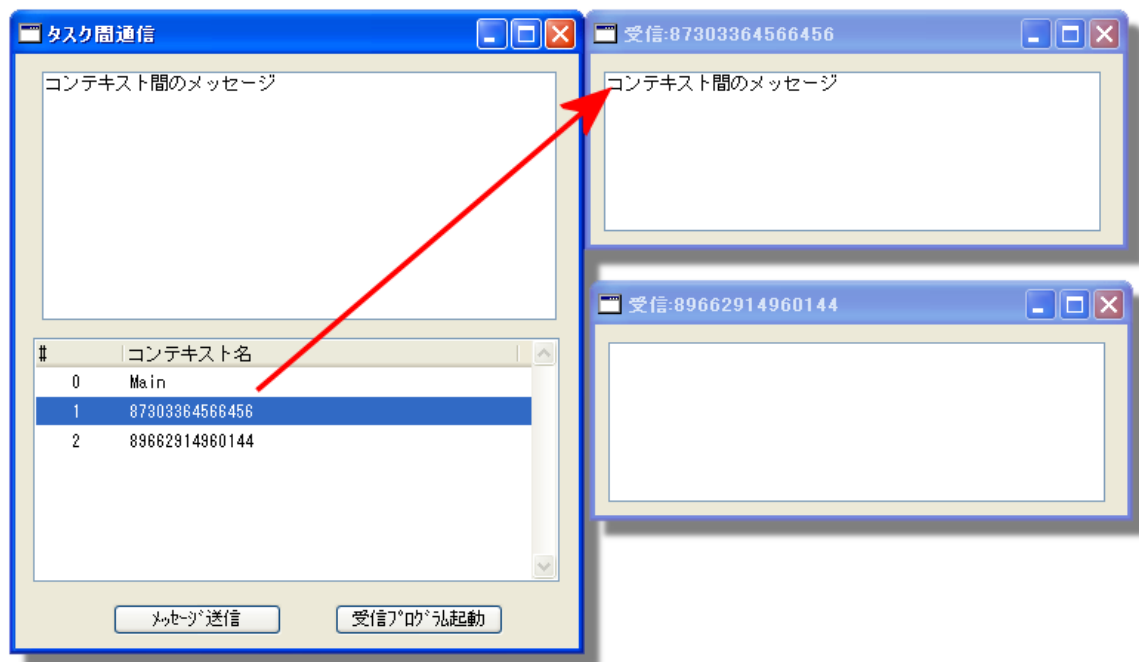 タスク間通信
コンテキスト間のメッセージ
# コンテキスト名
0 Main
1 87303364566456
2 89662914960144
ﾒｯｾｰｼﾞ送信 受信ﾌﾟﾛｸﾞﾗﾑ起動
受信:87303364566456
コンテキスト間のメッセージ
受信:89662914960144